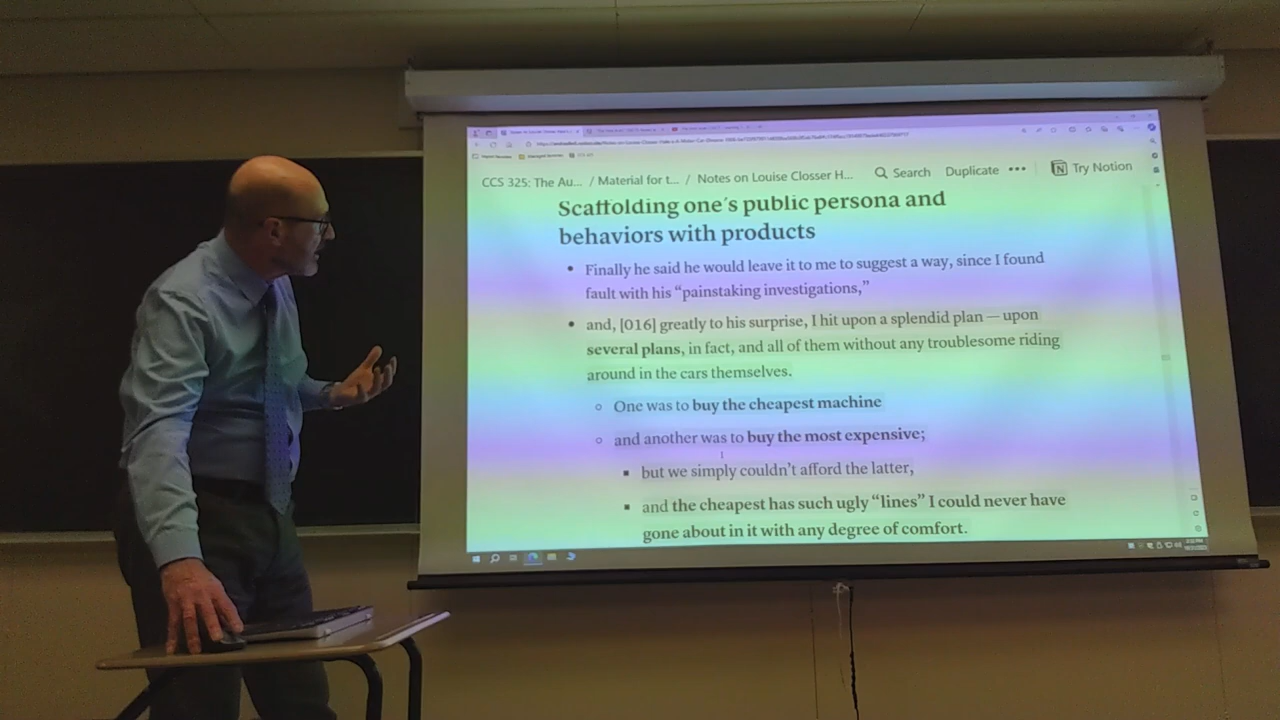 CCS 325: The Au... / Material for t... / Notes on Louise Closser H... Search Duplicate ••• Try Notion
Scaffolding one's public persona and
behaviors with products
• Finally he said he would leave it to me to suggest a way, since I found
fault with his “painstaking investigations,”
• and, [016] greatly to his surprise, I hit upon a splendid plan — upon
several plans, in fact, and all of them without any troublesome riding
around in the cars themselves.
◦ One was to buy the cheapest machine
◦ and another was to buy the most expensive;
▪ but we simply couldn’t afford the latter,
▪ and the cheapest has such ugly “lines” I could never have
gone about in it with any degree of comfort.